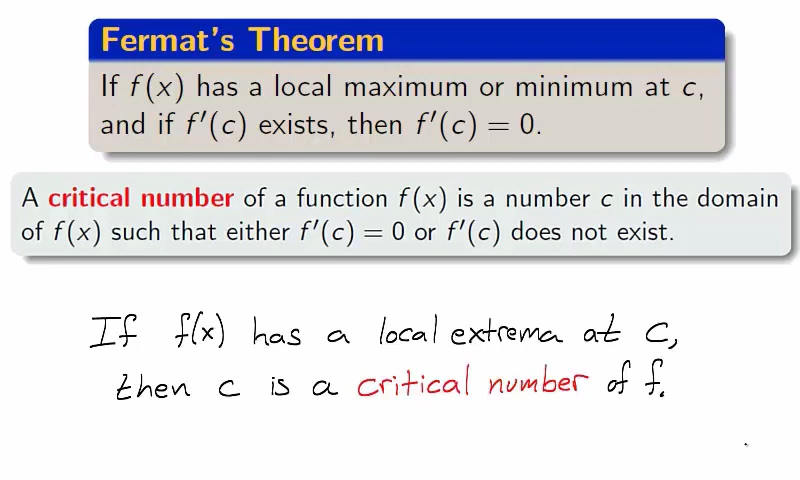 Fermat's Theorem
If f(x) has a local maximum or minimum at c,
and if f′(c) exists, then f′(c) = 0.
A critical number of a function f(x) is a number c in the domain
of f(x) such that either f′(c) = 0 or f′(c) does not exist.
If f(x) has a local extrema at c,
then c is a critical number of f.